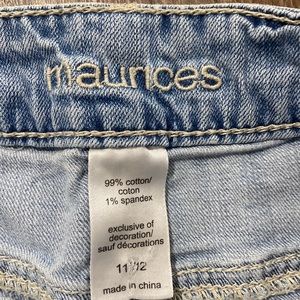 maurices
99% cotton/
coton
1% spandex
exclusive of
decoration/
sauf décorations
11/12
made in china